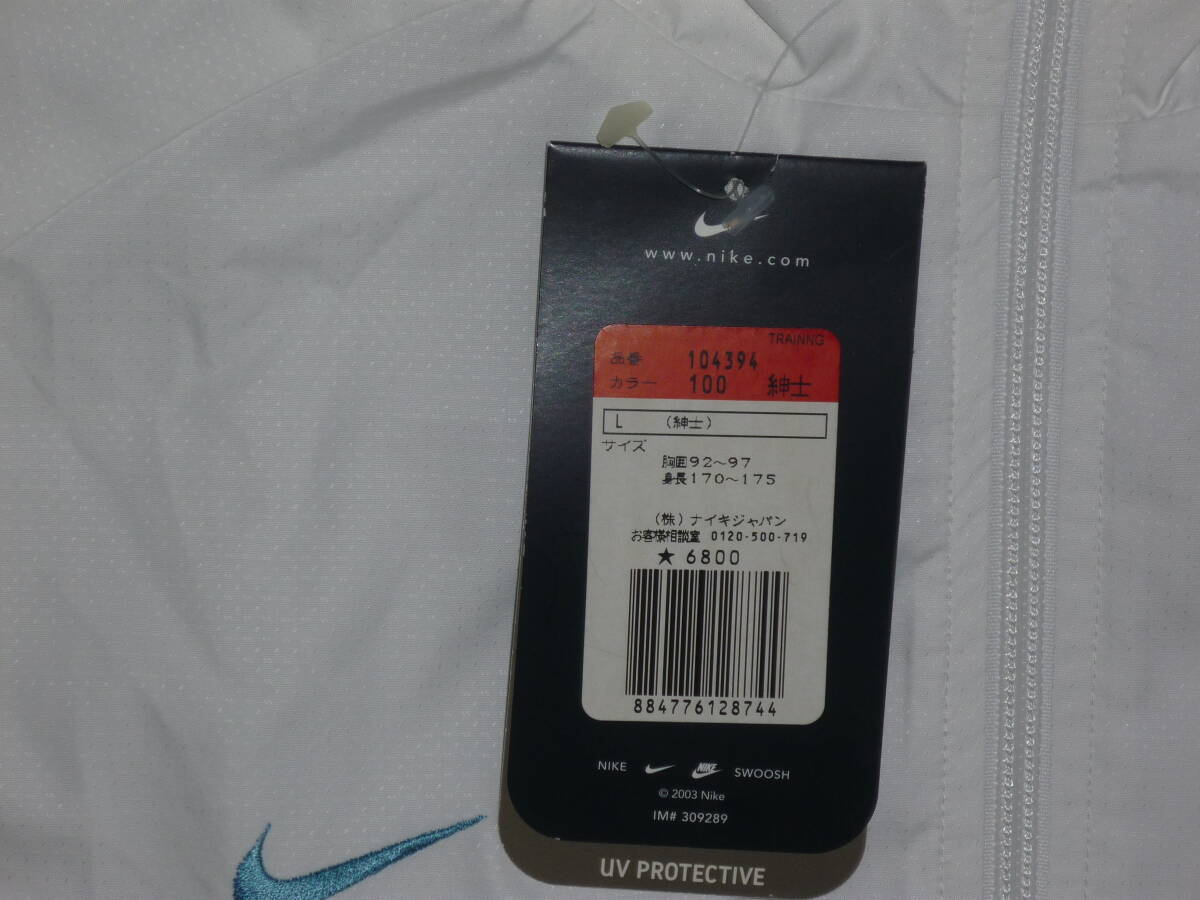 www.nike.com
TRAINNG
品番 104394
カラー 100 紳士
L (紳士)
サイズ
胸囲92～97
身長170～175
(株)ナイキジャパン
お客様相談室 0120-500-719
★6800
884776128744
NIKE NIKE SWOOSH
© 2003 Nike
IM# 309289
UV PROTECTIVE